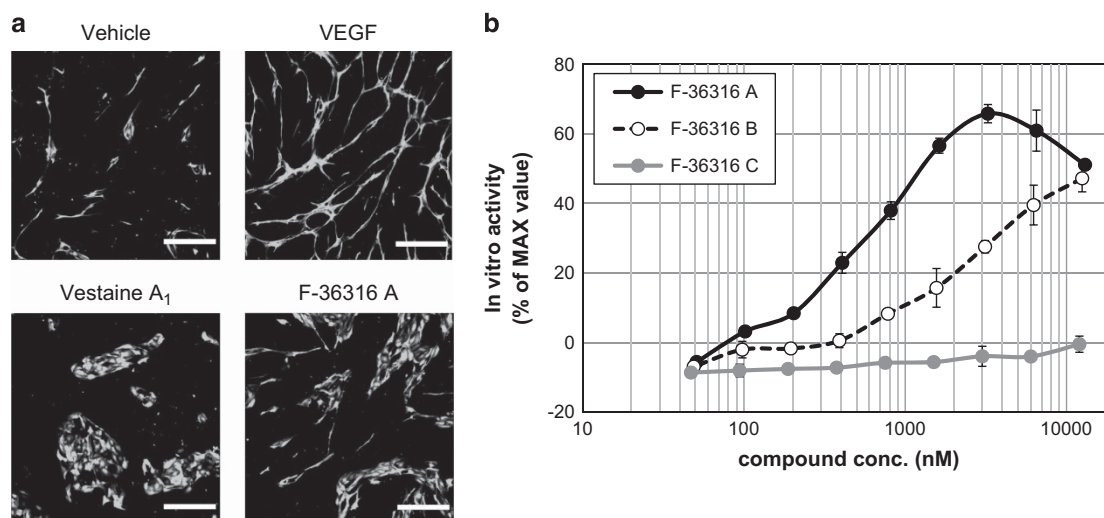 a
Vehicle
VEGF
Vestaine A₁
F-36316 A
b
80
60
40
20
0
-20
In vitro activity
(% of MAX value)
F-36316 A
F-36316 B
F-36316 C
10
100
1000
10000
compound conc. (nM)